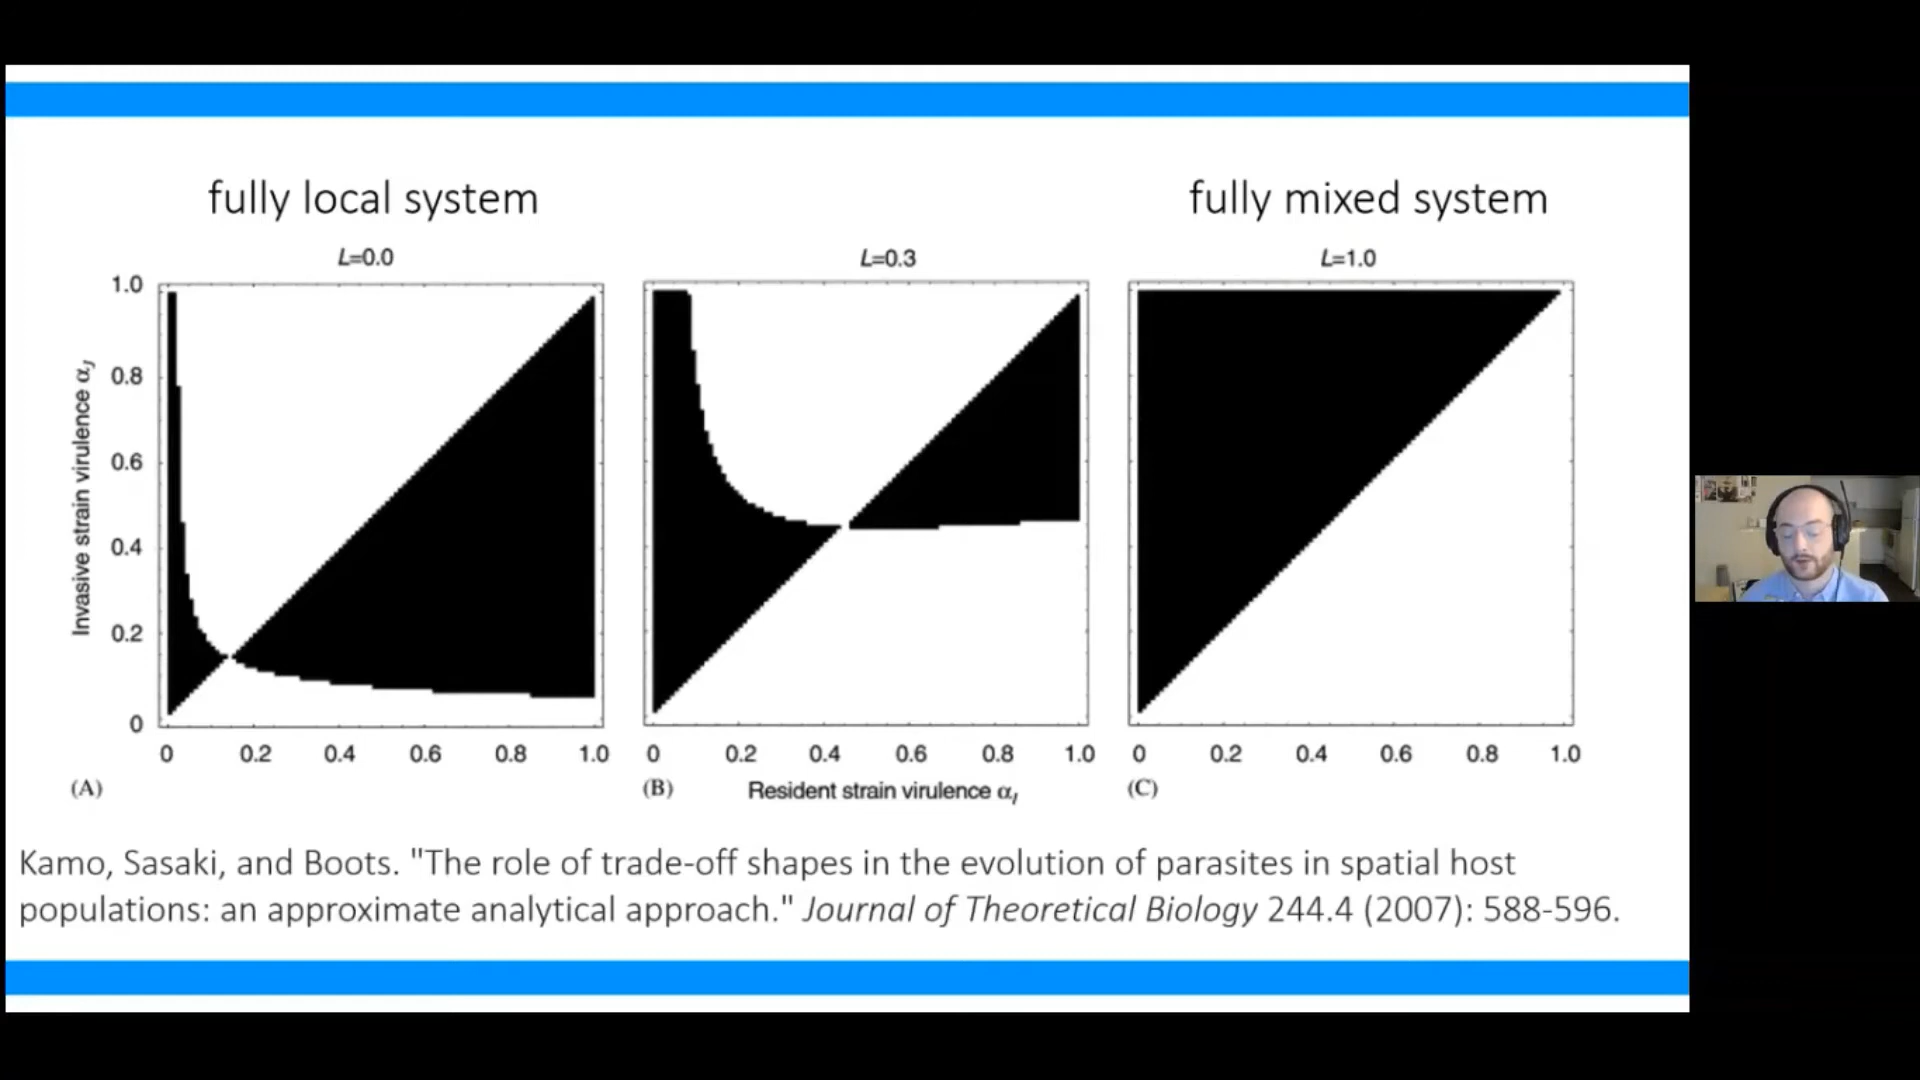 fully local system
fully mixed system
L=0.0
L=0.3
L=1.0
1.0
0.8
0.6
0.4
0.2
0
Invasive strain virulence αJ
0 0.2 0.4 0.6 0.8 1.0
0 0.2 0.4 0.6 0.8 1.0
0 0.2 0.4 0.6 0.8 1.0
(A)
(B)
Resident strain virulence αI
(C)
Kamo, Sasaki, and Boots. "The role of trade-off shapes in the evolution of parasites in spatial host
populations: an approximate analytical approach." Journal of Theoretical Biology 244.4 (2007): 588-596.